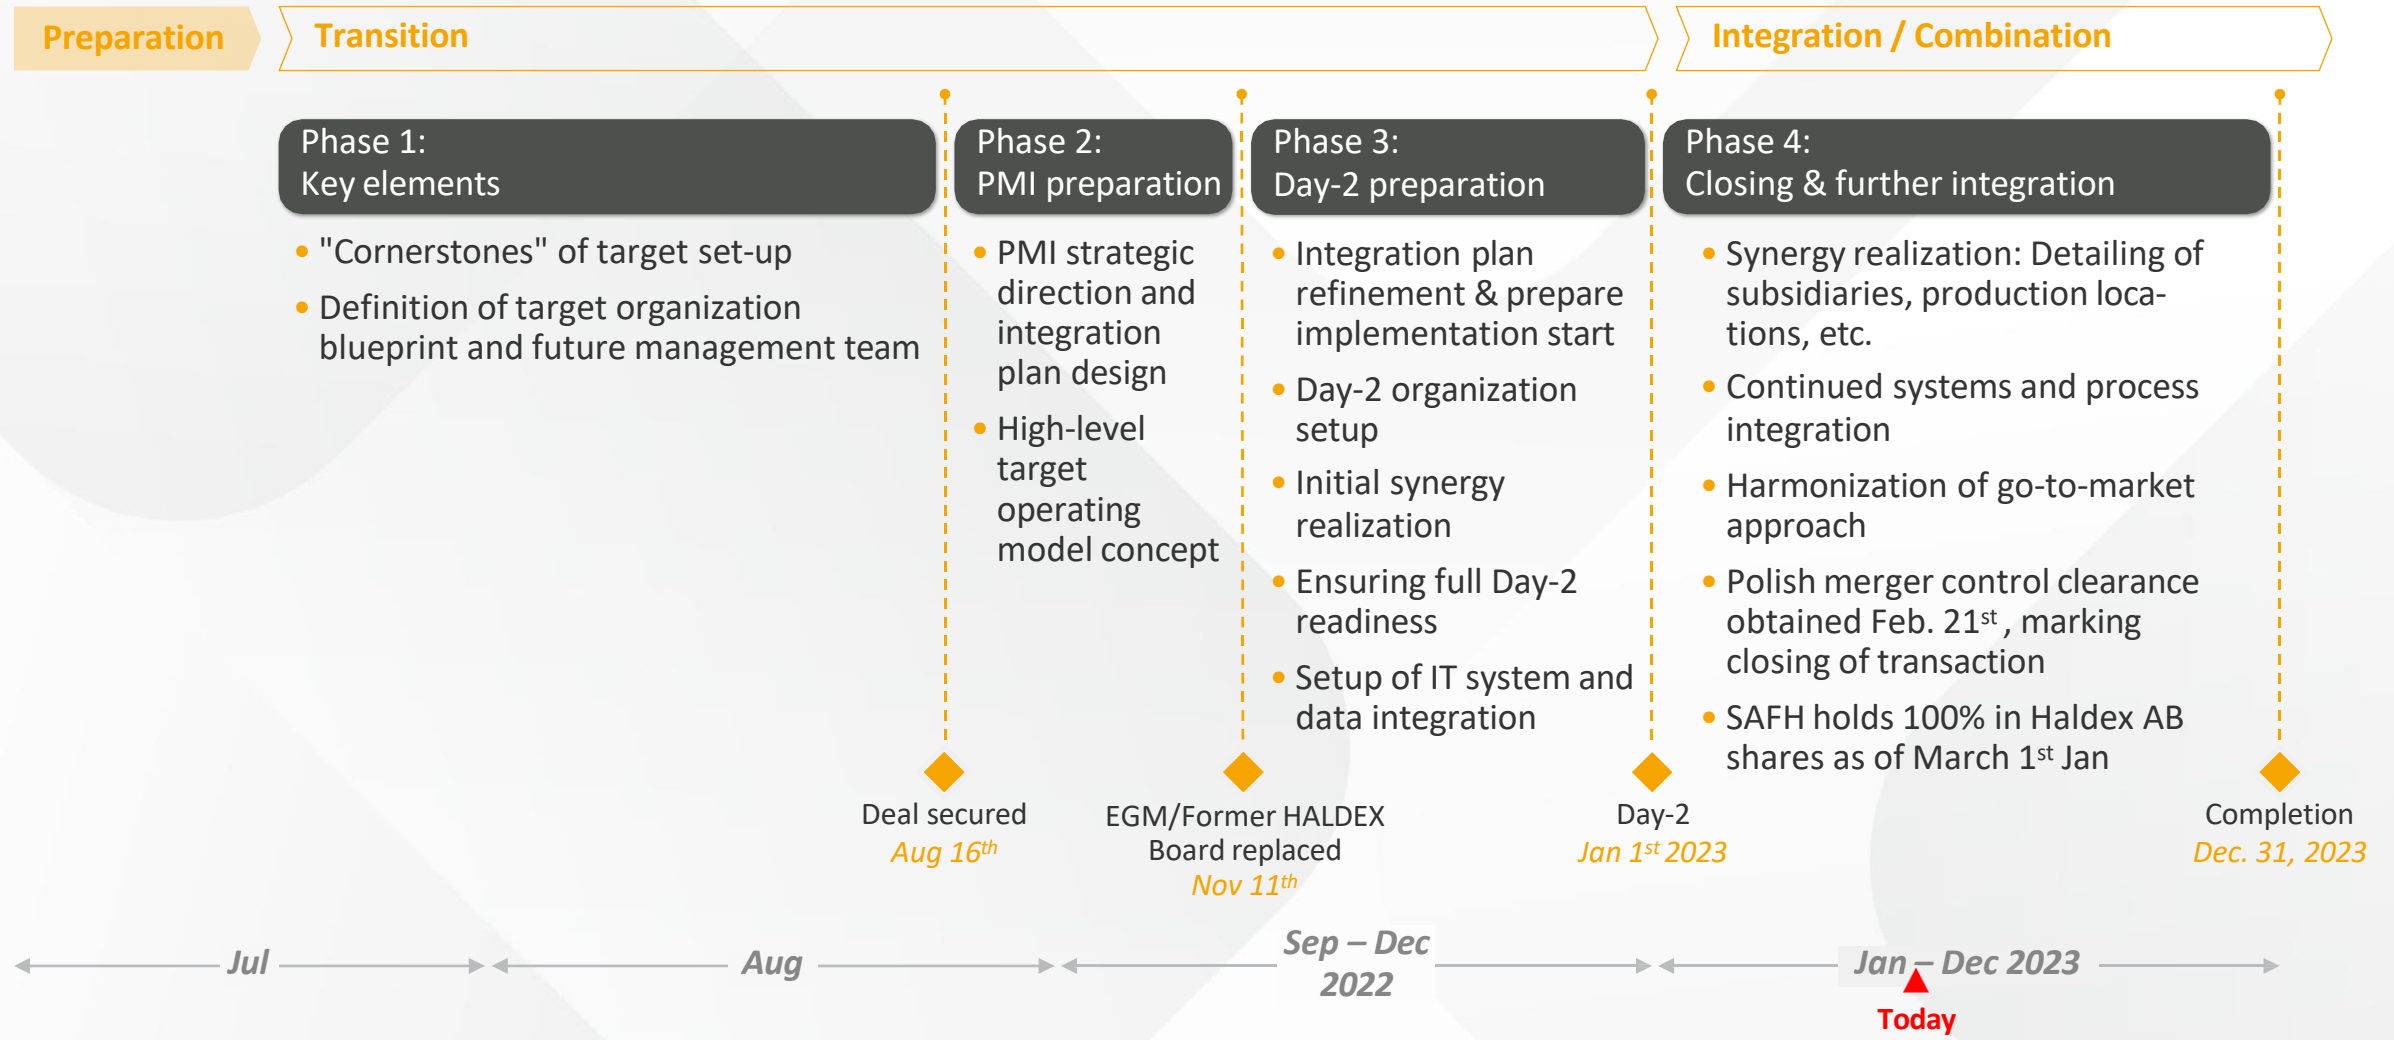 Preparation
Transition
Integration / Combination
Phase 1:
Key elements
"Cornerstones" of target set-up
Definition of target organization
blueprint and future management team
Phase 2:
PMI preparation
PMI strategic
direction and
integration
plan design
High-level
target
operating
model concept
Phase 3:
Day-2 preparation
Integration plan
refinement & prepare
implementation start
Day-2 organization
setup
Initial synergy
realization
Ensuring full Day-2
readiness
Setup of IT system and
data integration
Phase 4:
Closing & further integration
Synergy realization: Detailing of
subsidiaries, production loca-
tions, etc.
Continued systems and process
integration
Harmonization of go-to-market
approach
Polish merger control clearance
obtained Feb. 21st , marking
closing of transaction
SAFH holds 100% in Haldex AB
shares as of March 1st Jan
Deal secured
Aug 16th
EGM/Former HALDEX
Board replaced
Nov 11th
Day-2
Jan 1st 2023
Completion
Dec. 31, 2023
Jul
Aug
Sep – Dec
2022
Jan – Dec 2023
Today